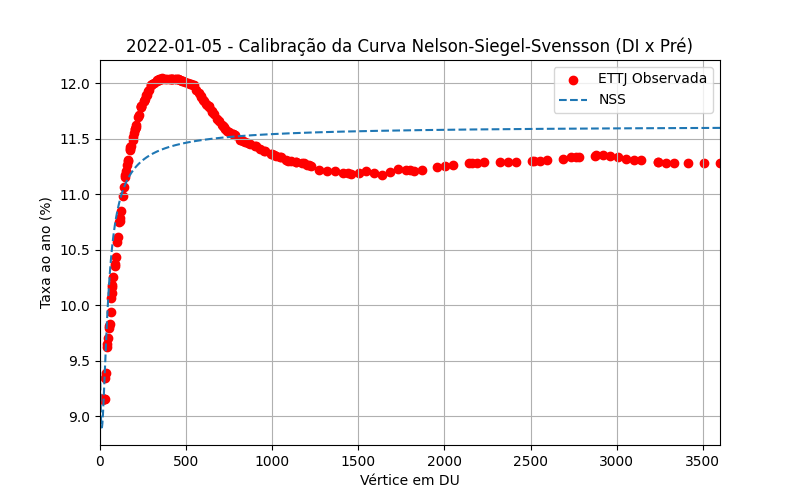 2022-01-05 - Calibração da Curva Nelson-Siegel-Svensson (DI x Pré)
ETTJ Observada
NSS
Taxa ao ano (%)
12.0
11.5
11.0
10.5
10.0
9.5
9.0
0 500 1000 1500 2000 2500 3000 3500
Vértice em DU